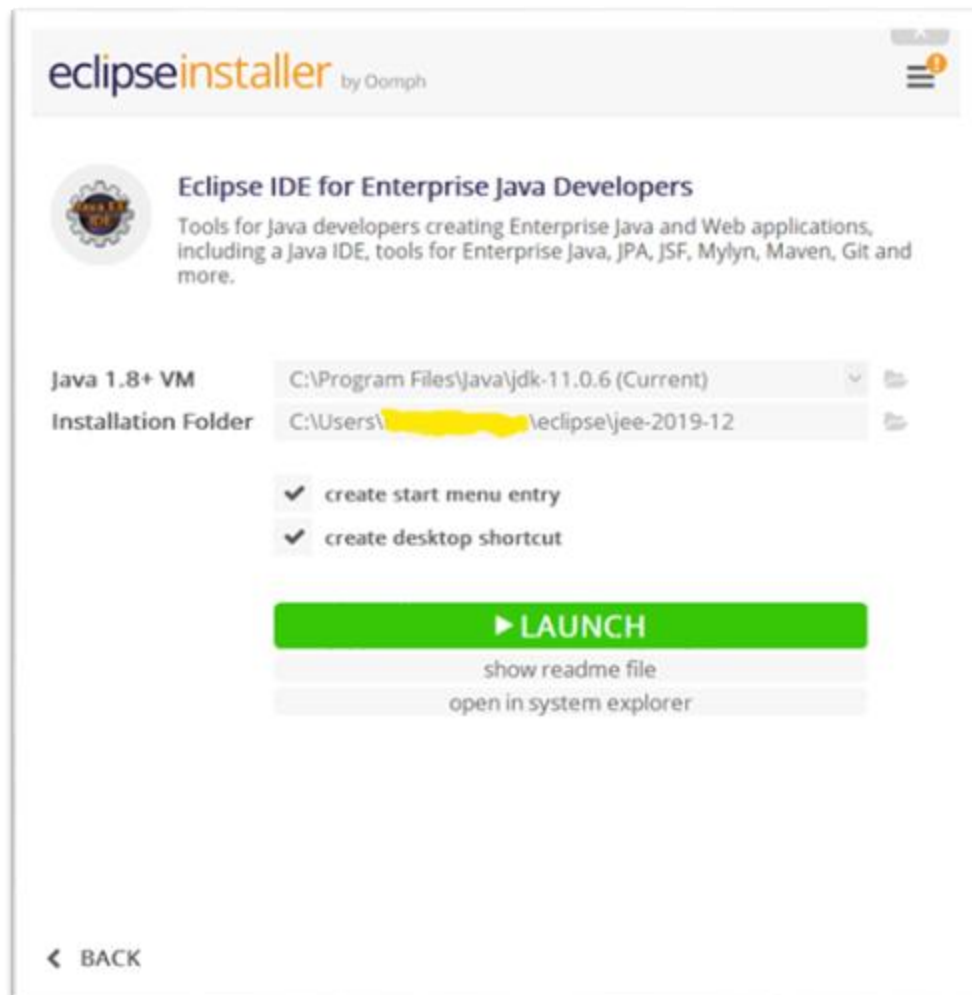 eclipseinstaller by Oomph
Eclipse IDE for Enterprise Java Developers
Tools for Java developers creating Enterprise Java and Web applications,
including a Java IDE, tools for Enterprise Java, JPA, JSF, Mylyn, Maven, Git and
more.
Java 1.8+ VM C:\Program Files\Java\jdk-11.0.6 (Current)
Installation Folder C:\Users\ \eclipse\jee-2019-12
create start menu entry
create desktop shortcut
LAUNCH
show readme file
open in system explorer
BACK